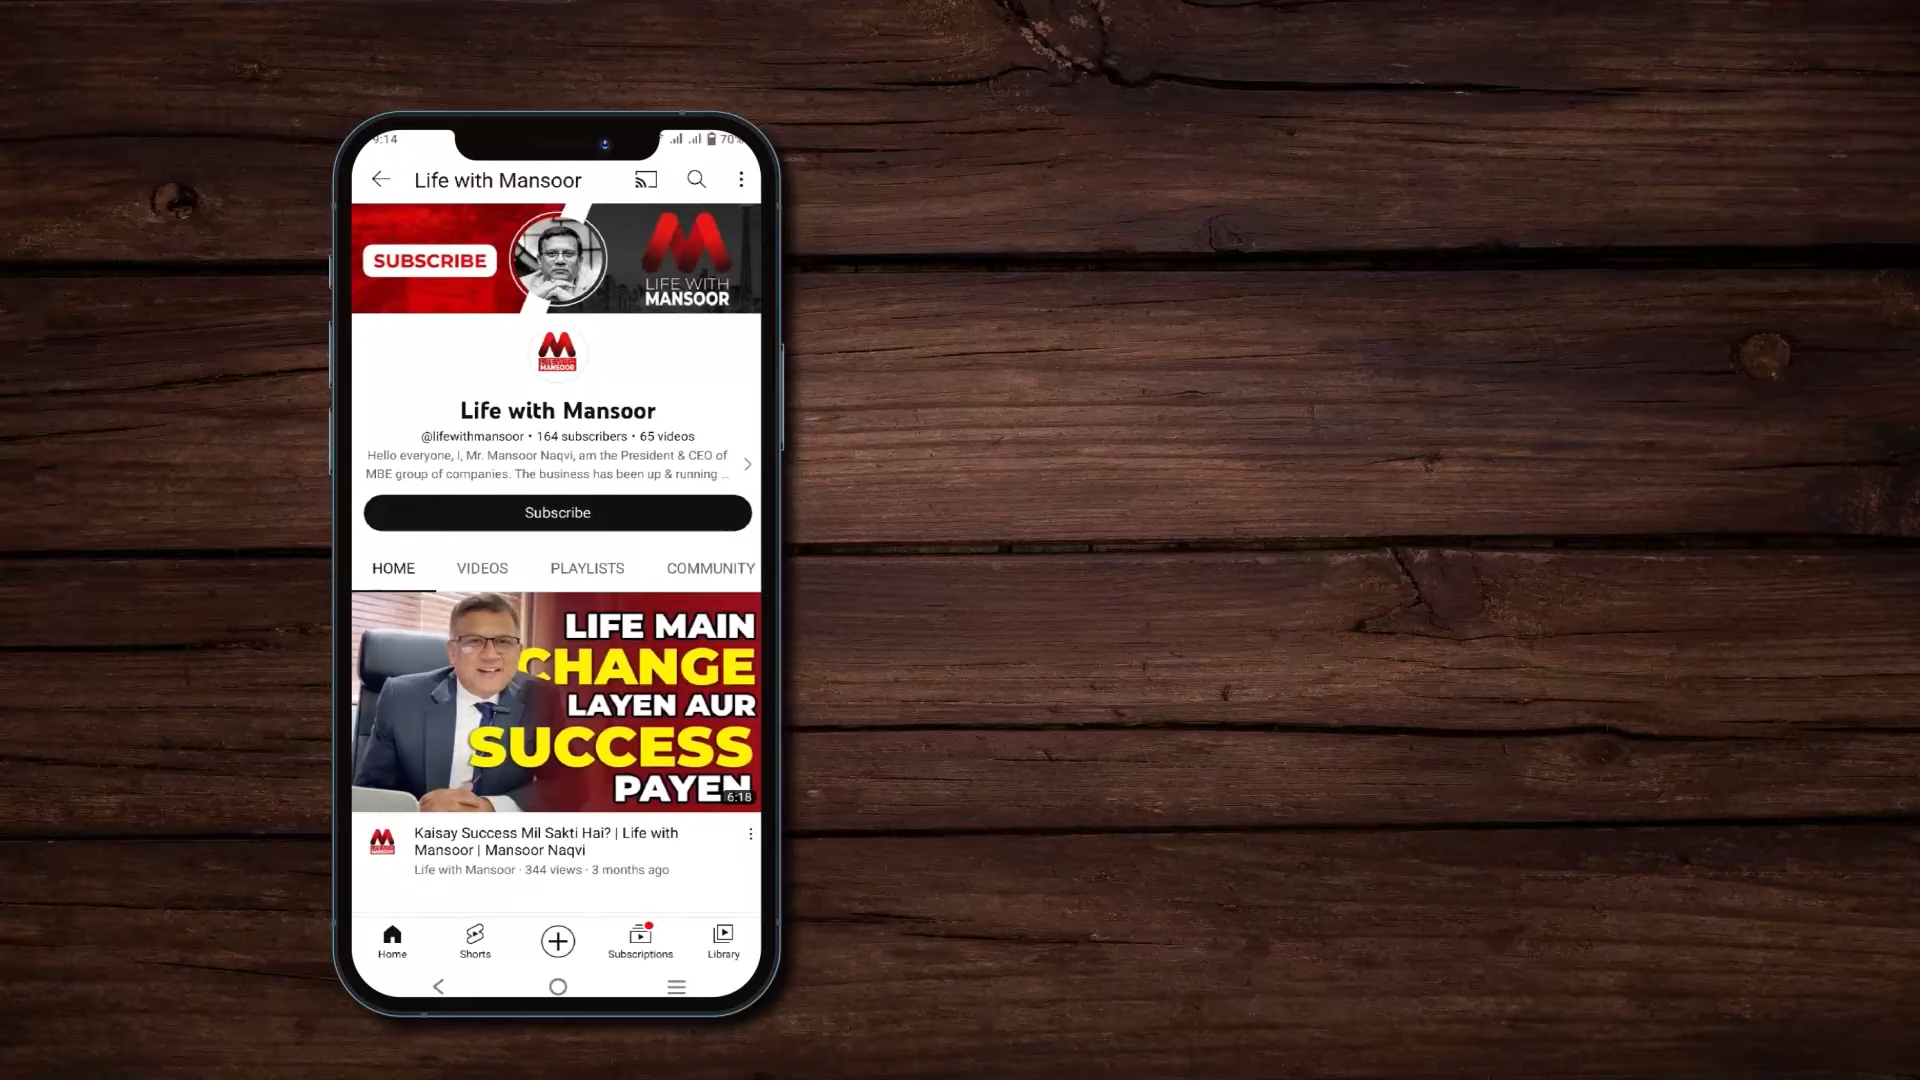 9:14
70%
Life with Mansoor
SUBSCRIBE
LIFE WITH
MANSOOR
LIFE WITH
MANSOOR
Life with Mansoor
@lifewithmansoor • 164 subscribers • 65 videos
Hello everyone, I, Mr. Mansoor Naqvi, am the President & CEO of
MBE group of companies. The business has been up & running ...
Subscribe
HOME
VIDEOS
PLAYLISTS
COMMUNITY
LIFE MAIN
CHANGE
LAYEN AUR
SUCCESS
PAYEN
6:18
Kaisay Success Mil Sakti Hai? | Life with
Mansoor | Mansoor Naqvi
Life with Mansoor · 344 views · 3 months ago
Home
Shorts
Subscriptions
Library